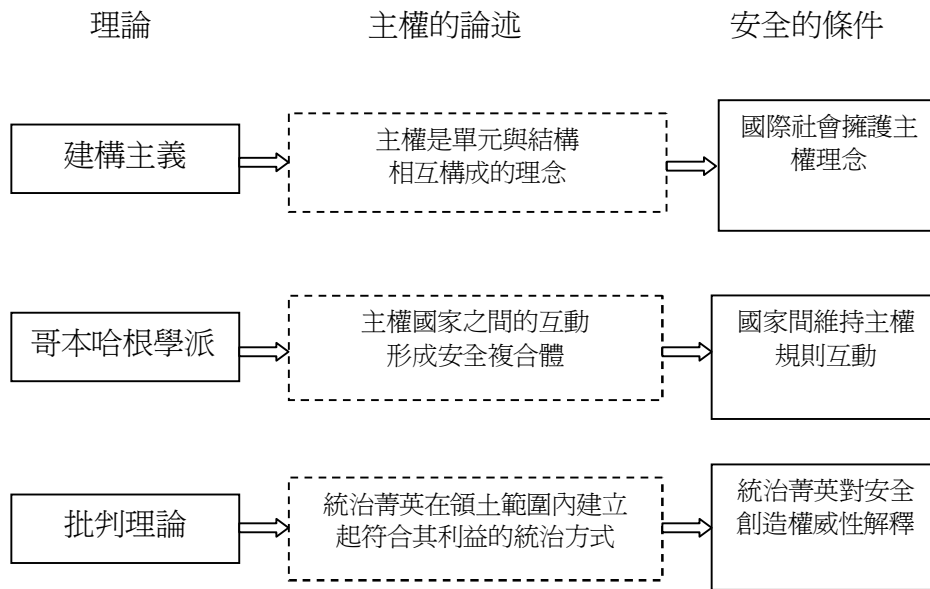 理論 主權的論述 安全的條件
建構主義
主權是單元與結構
相互構成的理念
國際社會擁護主
權理念
哥本哈根學派
主權國家之間的互動
形成安全複合體
國家間維持主權
規則互動
批判理論
統治菁英在領土範圍內建立
起符合其利益的統治方式
統治菁英對安全
創造權威性解釋